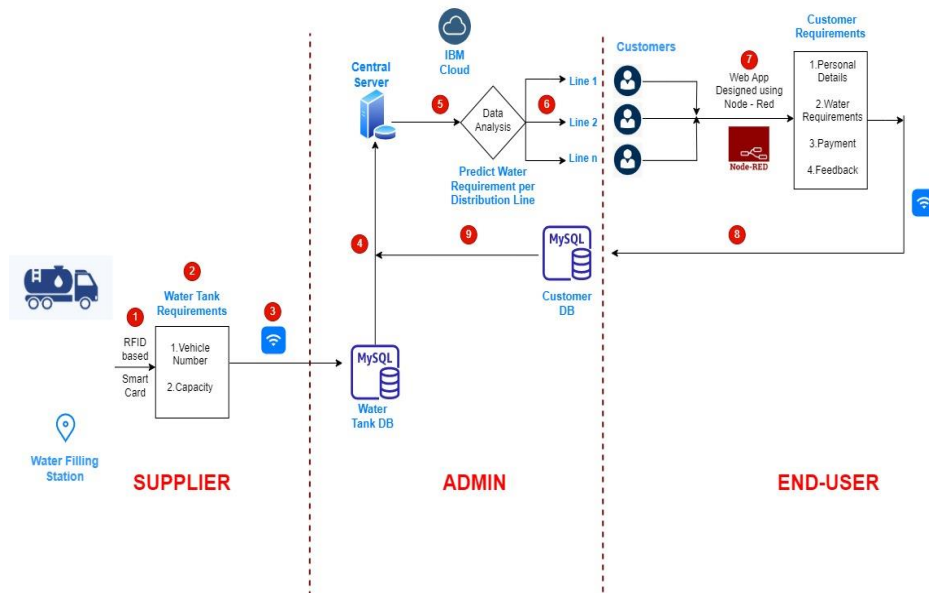 IBM
Cloud
Central
Server
5
Data
Analysis
6
Line 1
Line 2
Line n
Predict Water
Requirement per
Distribution Line
Customers
7
Web App
Designed using
Node - Red
Node-RED
Customer
Requirements
1.Personal
Details
2.Water
Requirements
3.Payment
4.Feedback
8
9
4
MySQL
Customer
DB
2
Water Tank
Requirements
1
RFID
based
Smart
Card
1.Vehicle
Number
2.Capacity
3
MySQL
Water
Tank DB
Water Filling
Station
SUPPLIER
ADMIN
END-USER